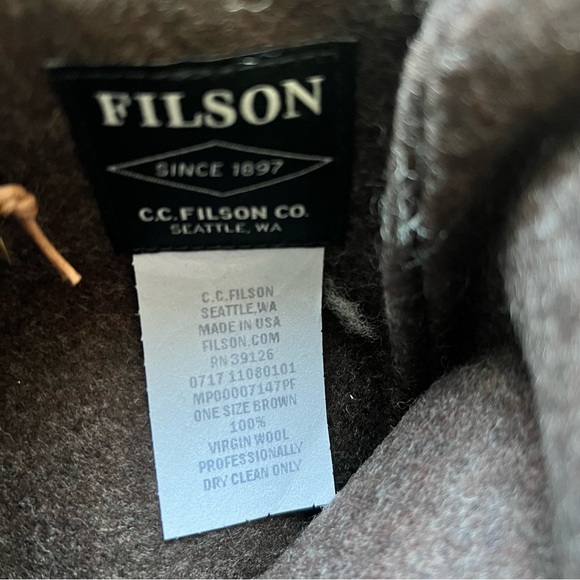 FILSON
SINCE 1897
C.C.FILSON CO.
SEATTLE, WA
C.C.FILSON
SEATTLE,WA
MADE IN USA
FILSON.COM
RN 39126
0717 11080101
MP00007147PF
ONE SIZE BROWN
100%
VIRGIN WOOL
PROFESSIONALLY
DRY CLEAN ONLY